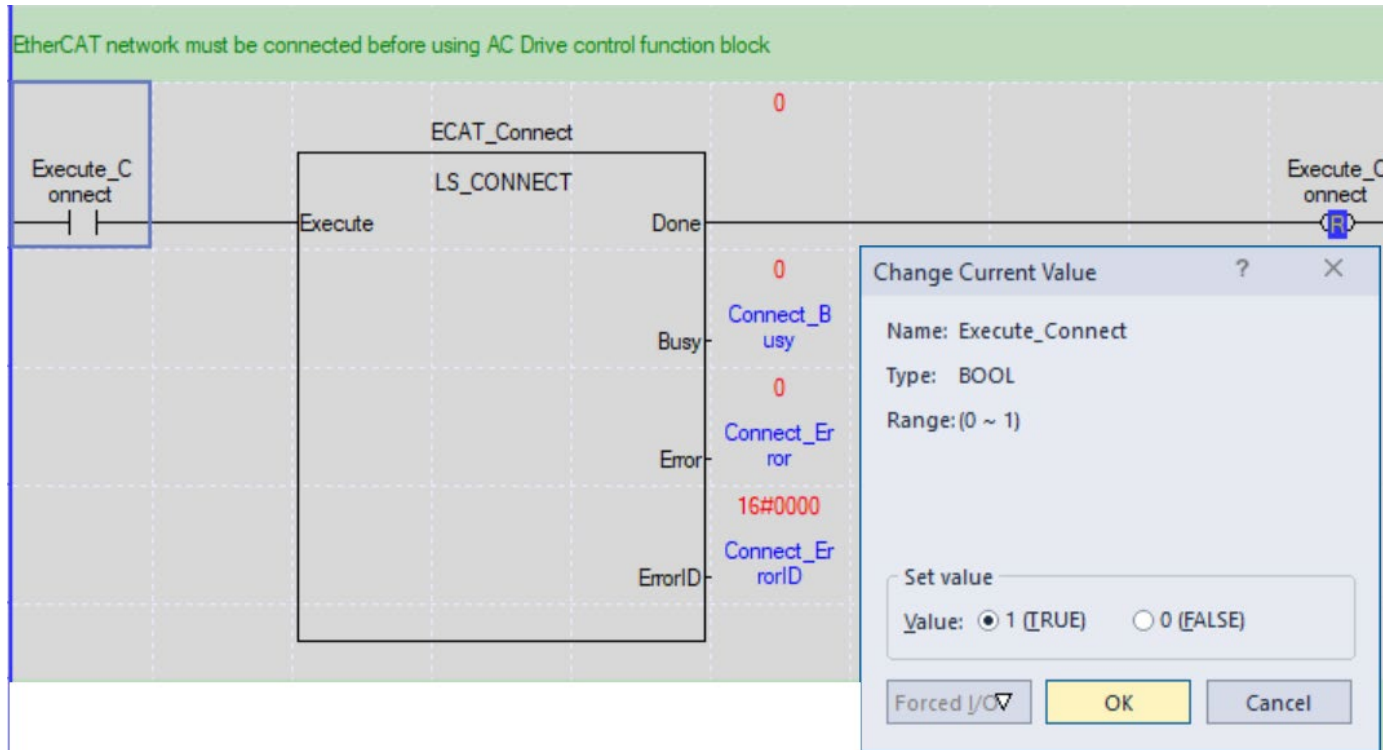 EtherCAT network must be connected before using AC Drive control function block
0
ECAT_Connect
Execute_C
onnect
LS_CONNECT
Execute_C
onnect
Execute
Done
R
0
Connect_B
usy
Busy
0
Connect_Er
ror
Error
16#0000
Connect_Er
rorID
ErrorID
Change Current Value
?
Name: Execute_Connect
Type: BOOL
Range: (0 ~ 1)
Set value
Value: 1 (TRUE) 0 (FALSE)
Forced I/O
OK
Cancel